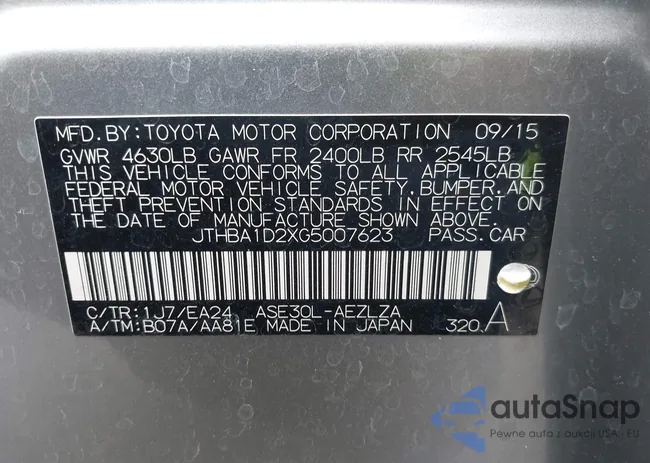 MFD.BY:TOYOTA MOTOR CORPORATION 09/15
GVWR 4630LB GAWR FR 2400LB RR 2545LB
THIS VEHICLE CONFORMS TO ALL APPLICABLE
FEDERAL MOTOR VEHICLE SAFETY, BUMPER, AND
THEFT PREVENTION STANDARDS IN EFFECT ON
THE DATE OF MANUFACTURE SHOWN ABOVE.
JTHBA1D2XG5007623 PASS.CAR
C/TR:1J7/EA24 ASE30L-AEZLZA
A/TM:B07A/AA81E MADE IN JAPAN 320 A
autoSnap
Pewne auta z aukcji USA i EU